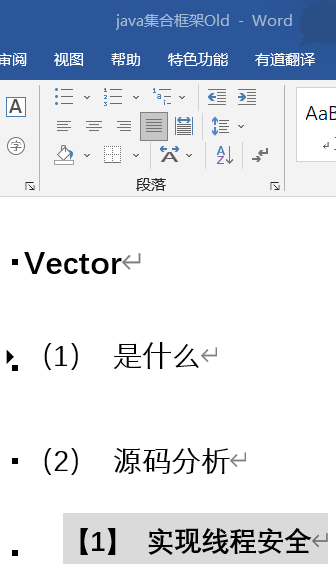 java集合框架Old - Word
审阅 视图 帮助 特色功能 有道翻译
A
字
A
段落
AaB
Vector
（1） 是什么
（2） 源码分析
【1】 实现线程安全